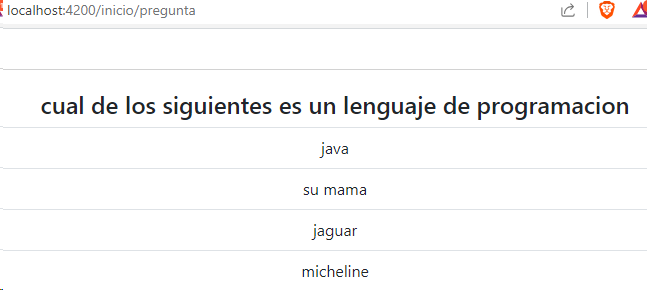 localhost:4200/inicio/pregunta
cual de los siguientes es un lenguaje de programacion
java
su mama
jaguar
micheline